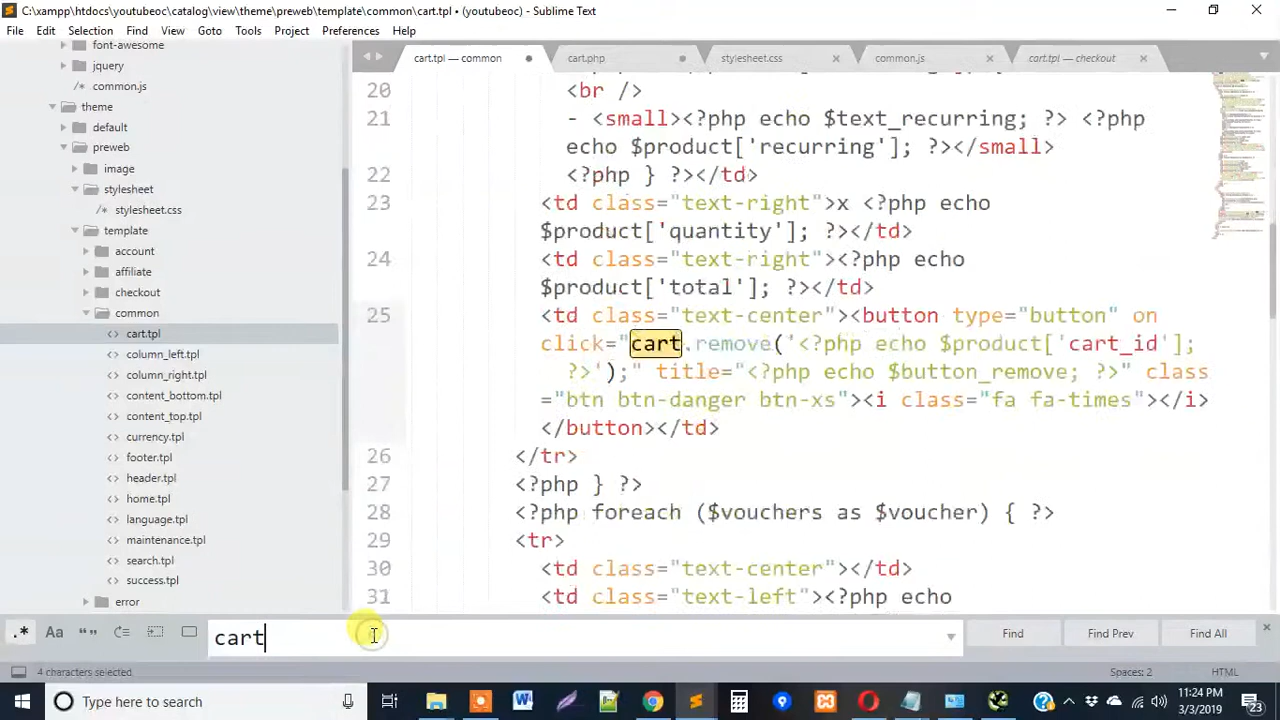 C:\xampp\htdocs\youtubeoc\catalog\view\theme\preweb\template\common\cart.tpl • (youtubeoc) - Sublime Text
File Edit Selection Find View Goto Tools Project Preferences Help
font-awesome
jquery
common.js
theme
default
preweb
image
stylesheet
stylesheet.css
template
account
affiliate
checkout
common
cart.tpl
column_left.tpl
column_right.tpl
content_bottom.tpl
content_top.tpl
currency.tpl
footer.tpl
header.tpl
home.tpl
language.tpl
maintenance.tpl
search.tpl
success.tpl
error
cart.tpl — common cart.php stylesheet.css common.js cart.tpl — checkout
20 <br />
21 - <small><?php echo $text_recurring; ?> <?php
echo $product['recurring']; ?></small>
22 <?php } ?></td>
23 <td class="text-right">x <?php echo
$product['quantity']; ?></td>
24 <td class="text-right"><?php echo
$product['total']; ?></td>
25 <td class="text-center"><button type="button" on
click="cart.remove('<?php echo $product['cart_id'];
?>');" title="<?php echo $button_remove; ?>" class
="btn btn-danger btn-xs"><i class="fa fa-times"></i>
</button></td>
26 </tr>
27 <?php } ?>
28 <?php foreach ($vouchers as $voucher) { ?>
29 <tr>
30 <td class="text-center"></td>
31 <td class="text-left"><?php echo
.* Aa “” cart Find Find Prev Find All
4 characters selected Spaces: 2 HTML
Type here to search
11:24 PM
3/3/2019
23